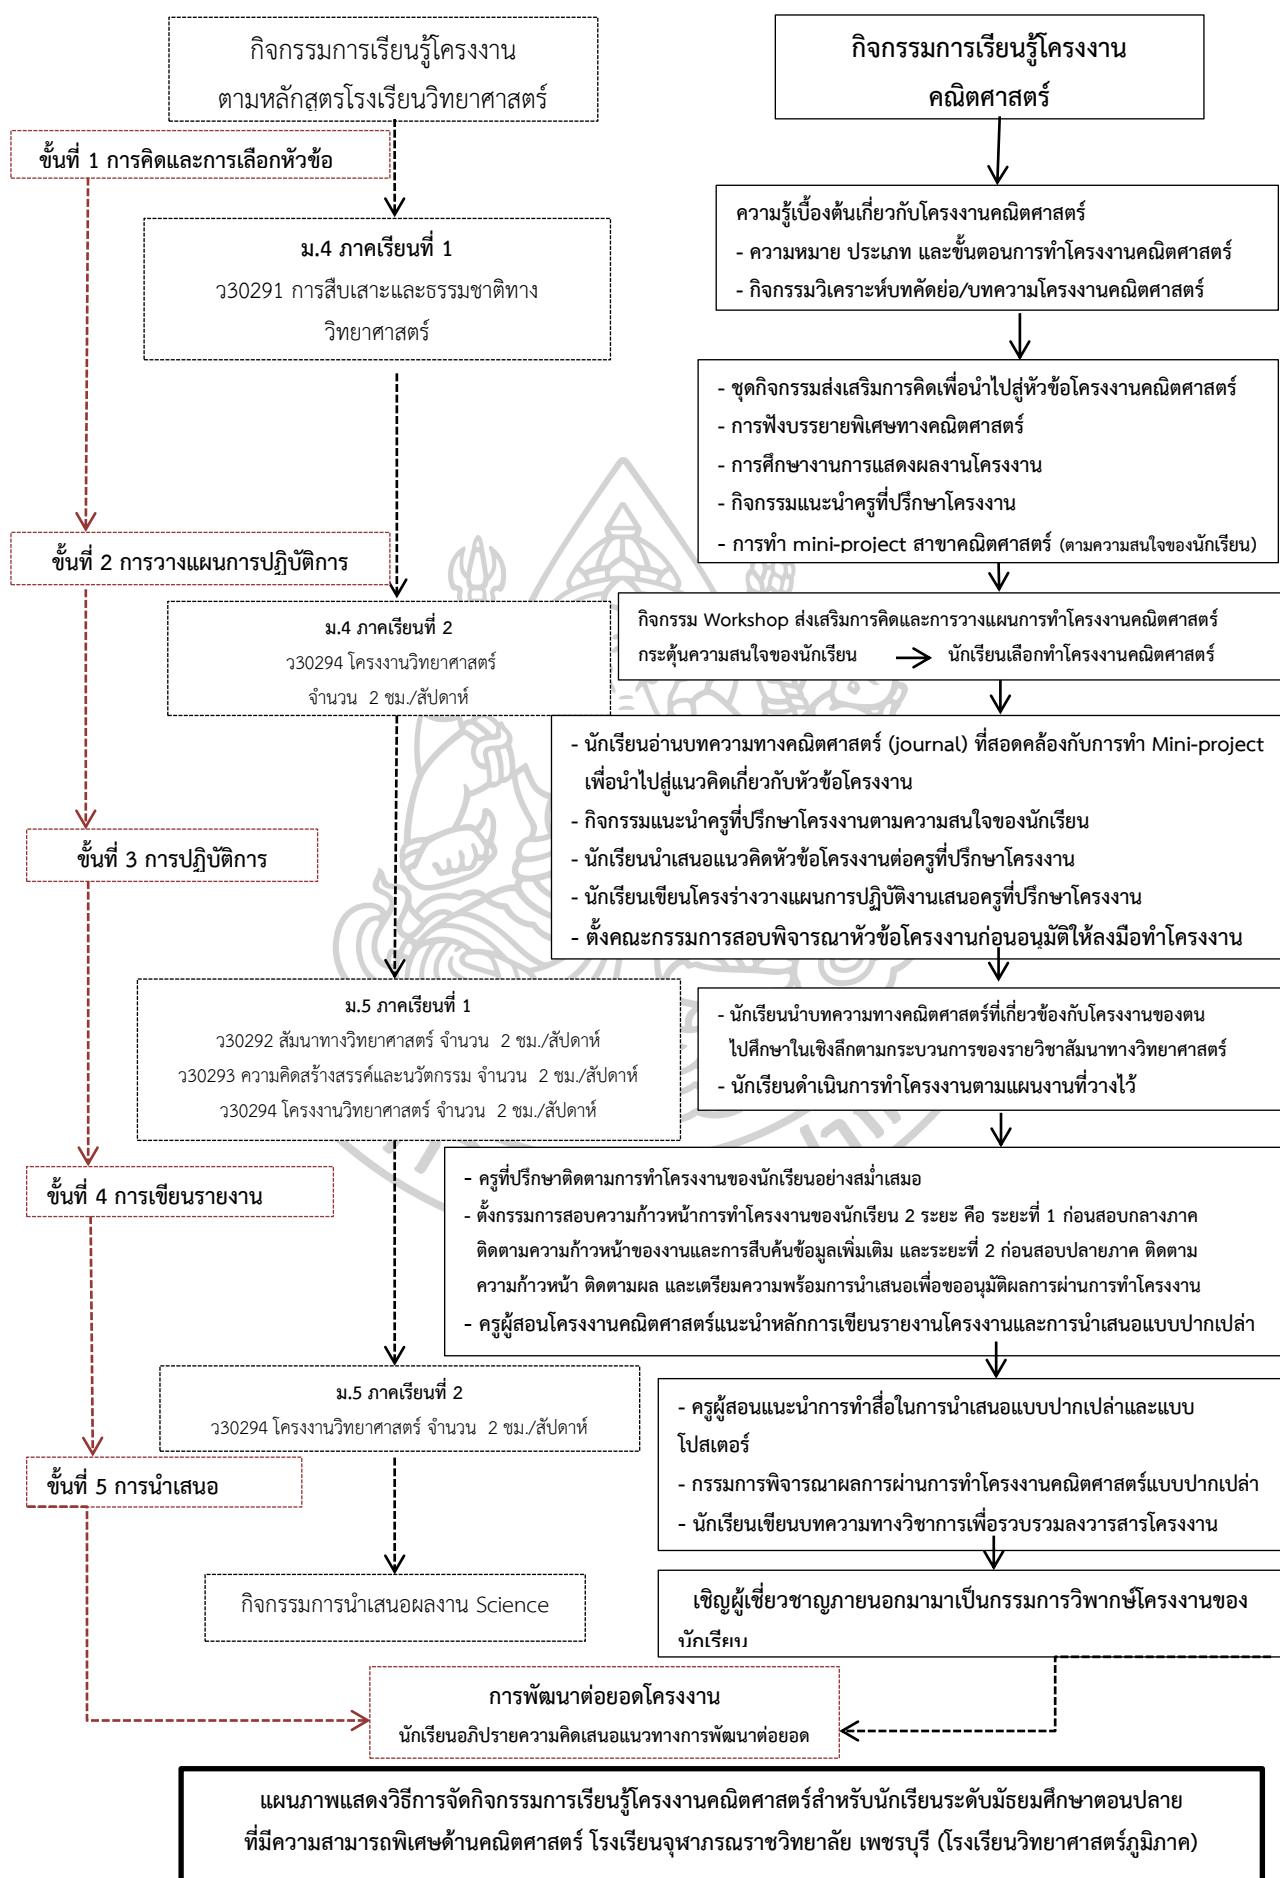 กิจกรรมการเรียนรู้โครงงาน
ตามหลักสูตรโรงเรียนวิทยาศาสตร์
กิจกรรมการเรียนรู้โครงงาน
คณิตศาสตร์
ขั้นที่ 1 การคิดและการเลือกหัวข้อ
ม.4 ภาคเรียนที่ 1
ว30291 การสืบเสาะและธรรมชาติทาง
วิทยาศาสตร์
ความรู้เบื้องต้นเกี่ยวกับโครงงานคณิตศาสตร์
- ความหมาย ประเภท และขั้นตอนการทำโครงงานคณิตศาสตร์
- กิจกรรมวิเคราะห์บทคัดย่อ/บทความโครงงานคณิตศาสตร์
- ชุดกิจกรรมส่งเสริมการคิดเพื่อนำไปสู่หัวข้อโครงงานคณิตศาสตร์
- การฟังบรรยายพิเศษทางคณิตศาสตร์
- การศึกษางานการแสดงผลงานโครงงาน
- กิจกรรมแนะนำครูที่ปรึกษาโครงงาน
- การทำ mini-project สาขาคณิตศาสตร์ (ตามความสนใจของนักเรียน)
ขั้นที่ 2 การวางแผนการปฏิบัติการ
ม.4 ภาคเรียนที่ 2
ว30294 โครงงานวิทยาศาสตร์
จำนวน 2 ชม./สัปดาห์
กิจกรรม Workshop ส่งเสริมการคิดและการวางแผนการทำโครงงานคณิตศาสตร์
กระตุ้นความสนใจของนักเรียน นักเรียนเลือกทำโครงงานคณิตศาสตร์
- นักเรียนอ่านบทความทางคณิตศาสตร์ (journal) ที่สอดคล้องกับการทำ Mini-project
เพื่อนำไปสู่แนวคิดเกี่ยวกับหัวข้อโครงงาน
- กิจกรรมแนะนำครูที่ปรึกษาโครงงานตามความสนใจของนักเรียน
- นักเรียนนำเสนอแนวคิดหัวข้อโครงงานต่อครูที่ปรึกษาโครงงาน
- นักเรียนเขียนโครงร่างวางแผนการปฏิบัติงานเสนอครูที่ปรึกษาโครงงาน
- ตั้งคณะกรรมการสอบพิจารณาหัวข้อโครงงานก่อนอนุมัติให้ลงมือทำโครงงาน
ขั้นที่ 3 การปฏิบัติการ
ม.5 ภาคเรียนที่ 1
ว30292 สัมนาทางวิทยาศาสตร์ จำนวน 2 ชม./สัปดาห์
ว30293 ความคิดสร้างสรรค์และนวัตกรรม จำนวน 2 ชม./สัปดาห์
ว30294 โครงงานวิทยาศาสตร์ จำนวน 2 ชม./สัปดาห์
- นักเรียนนำบทความทางคณิตศาสตร์ที่เกี่ยวข้องกับโครงงานของตน
ไปศึกษาในเชิงลึกตามกระบวนการของรายวิชาสัมนาทางวิทยาศาสตร์
- นักเรียนดำเนินการทำโครงงานตามแผนงานที่วางไว้
ขั้นที่ 4 การเขียนรายงาน
- ครูที่ปรึกษาติดตามการทำโครงงานของนักเรียนอย่างสม่ำเสมอ
- ตั้งกรรมการสอบความก้าวหน้าการทำโครงงานของนักเรียน 2 ระยะ คือ ระยะที่ 1 ก่อนสอบกลางภาค
ติดตามความก้าวหน้าของงานและการสืบค้นข้อมูลเพิ่มเติม และระยะที่ 2 ก่อนสอบปลายภาค ติดตาม
ความก้าวหน้า ติดตามผล และเตรียมความพร้อมการนำเสนอเพื่อขออนุมัติผลการผ่านการทำโครงงาน
- ครูผู้สอนโครงงานคณิตศาสตร์แนะนำหลักการเขียนรายงานโครงงานและการนำเสนอแบบปากเปล่า
ม.5 ภาคเรียนที่ 2
ว30294 โครงงานวิทยาศาสตร์ จำนวน 2 ชม./สัปดาห์
- ครูผู้สอนแนะนำการทำสื่อในการนำเสนอแบบปากเปล่าและแบบ
โปสเตอร์
- กรรมการพิจารณาผลการผ่านการทำโครงงานคณิตศาสตร์แบบปากเปล่า
- นักเรียนเขียนบทความทางวิชาการเพื่อรวบรวมลงวารสารโครงงาน
ขั้นที่ 5 การนำเสนอ
กิจกรรมการนำเสนอผลงาน Science
เชิญผู้เชี่ยวชาญภายนอกมามาเป็นกรรมการวิพากษ์โครงงานของ
นักเรียน
การพัฒนาต่อยอดโครงงาน
นักเรียนอภิปรายความคิดเสนอแนวทางการพัฒนาต่อยอด
แผนภาพแสดงวิธีการจัดกิจกรรมการเรียนรู้โครงงานคณิตศาสตร์สำหรับนักเรียนระดับมัธยมศึกษาตอนปลาย
ที่มีความสามารถพิเศษด้านคณิตศาสตร์ โรงเรียนจุฬาภรณราชวิทยาลัย เพชรบุรี (โรงเรียนวิทยาศาสตร์ภูมิภาค)